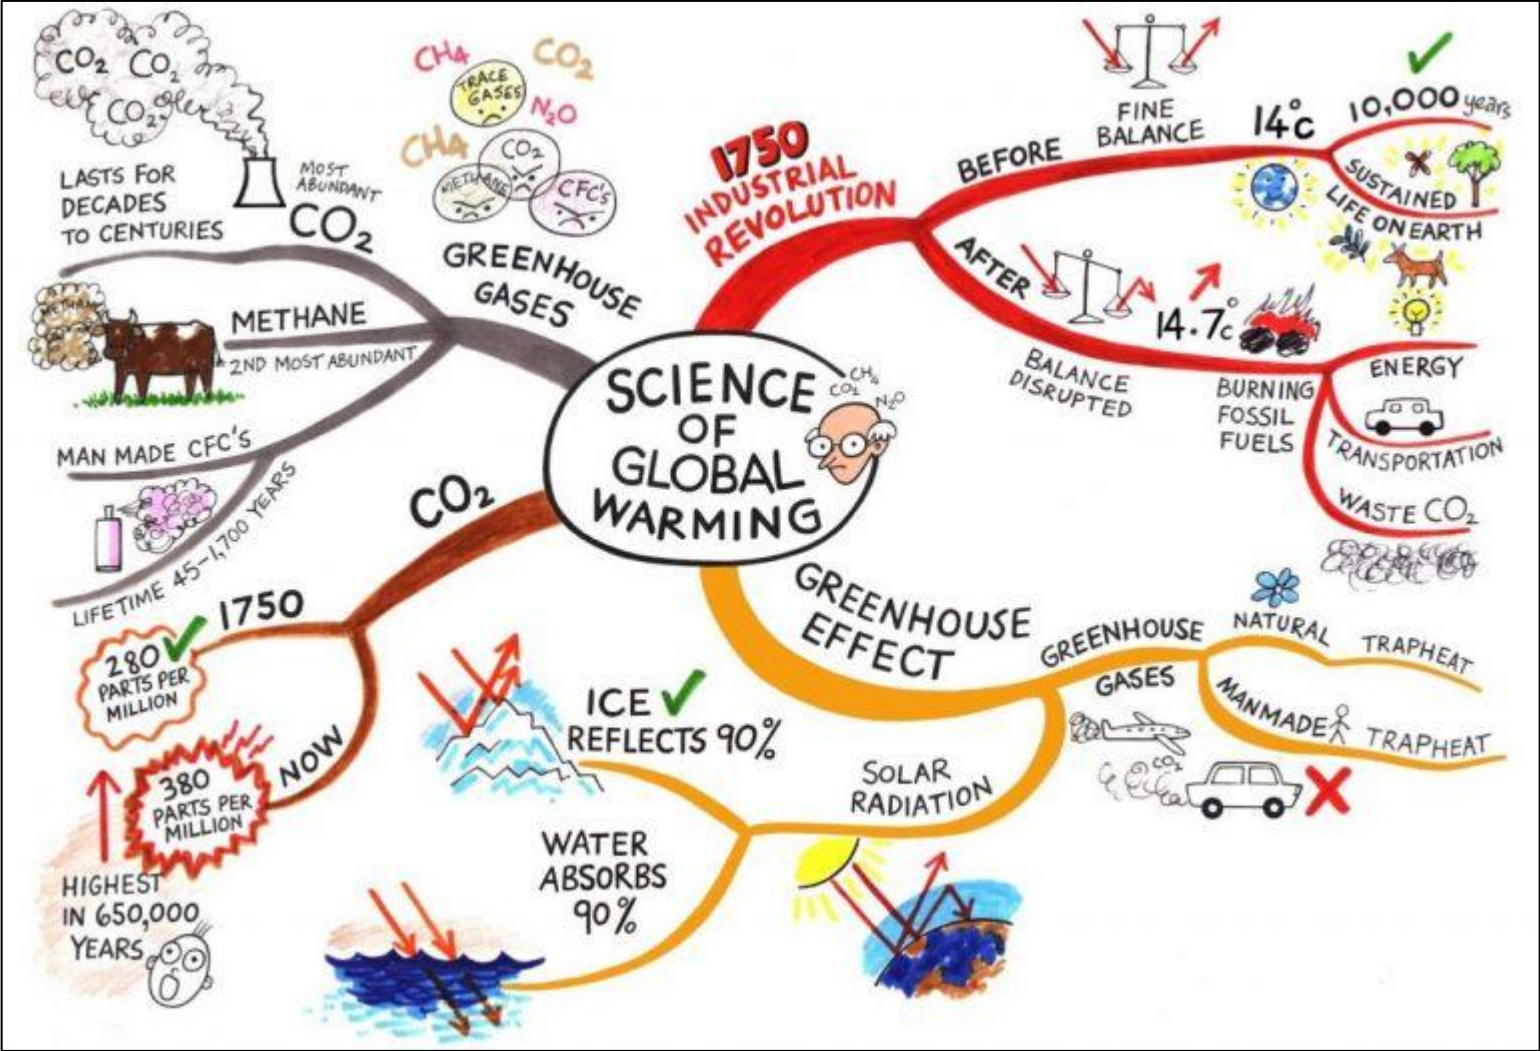 SCIENCE
OF
GLOBAL
WARMING
CH4
CO2
N2O
1750
INDUSTRIAL
REVOLUTION
BEFORE
FINE
BALANCE
14°C
10,000 years
SUSTAINED
LIFE ON EARTH
AFTER
BALANCE
DISRUPTED
14.7°C
BURNING
FOSSIL
FUELS
ENERGY
TRANSPORTATION
WASTE CO2
GREENHOUSE
EFFECT
GREENHOUSE
GASES
NATURAL
TRAPHEAT
MANMADE
TRAPHEAT
CO2
SOLAR
RADIATION
ICE
REFLECTS 90%
WATER
ABSORBS
90%
CO2
1750
280
PARTS PER
MILLION
NOW
380
PARTS PER
MILLION
HIGHEST
IN 650,000
YEARS
GREENHOUSE
GASES
CH4
CO2
TRACE
GASES
N2O
CH4
CO2
METHANE
CFC's
CO2 CO2
CO2
MOST
ABUNDANT
CO2
LASTS FOR
DECADES
TO CENTURIES
METHANE
METHANE
2ND MOST ABUNDANT
MAN MADE CFC'S
LIFETIME 45-1,700 YEARS